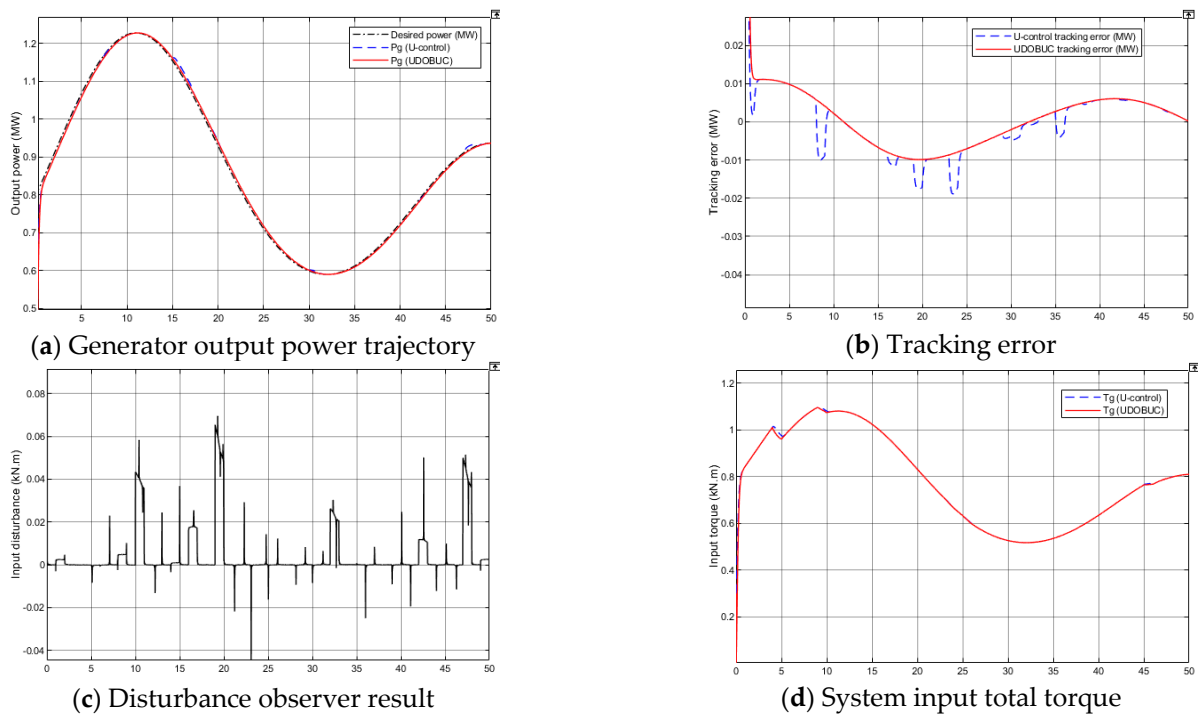 Desired power (MW)
Pg (U-control)
Pg (UDOBUC)
Output power (MW)
1.2
1.1
1
0.9
0.8
0.7
0.6
0.5
5 10 15 20 25 30 35 40 45 50
(a) Generator output power trajectory
U-control tracking error (MW)
UDOBUC tracking error (MW)
Tracking error (MW)
0.02
0.01
0
-0.01
-0.02
-0.03
-0.04
0 5 10 15 20 25 30 35 40 45 50
(b) Tracking error
Input disturbance (kN.m)
0.08
0.06
0.04
0.02
0
-0.02
-0.04
0 5 10 15 20 25 30 35 40 45 50
(c) Disturbance observer result
Tg (U-control)
Tg (UDOBUC)
Input torque (kN.m)
1.2
1
0.8
0.6
0.4
0.2
0 5 10 15 20 25 30 35 40 45 50
(d) System input total torque